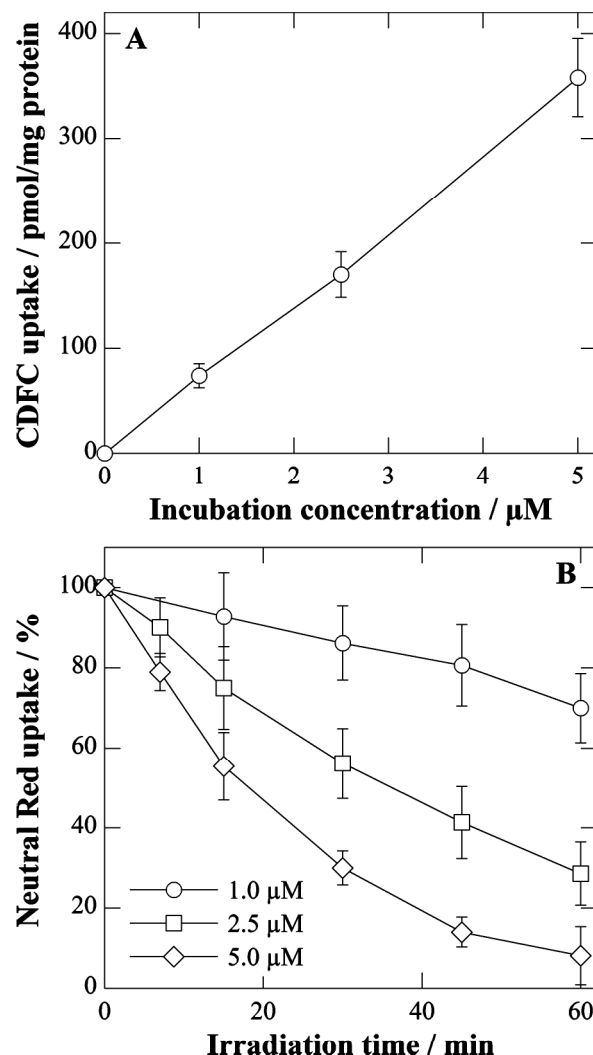 A
CDFC uptake / pmol/mg protein
400
300
200
100
0
0 1 2 3 4 5
Incubation concentration / μM
B
Neutral Red uptake / %
100
80
60
40
20
0
1.0 μM
2.5 μM
5.0 μM
0 20 40 60
Irradiation time / min